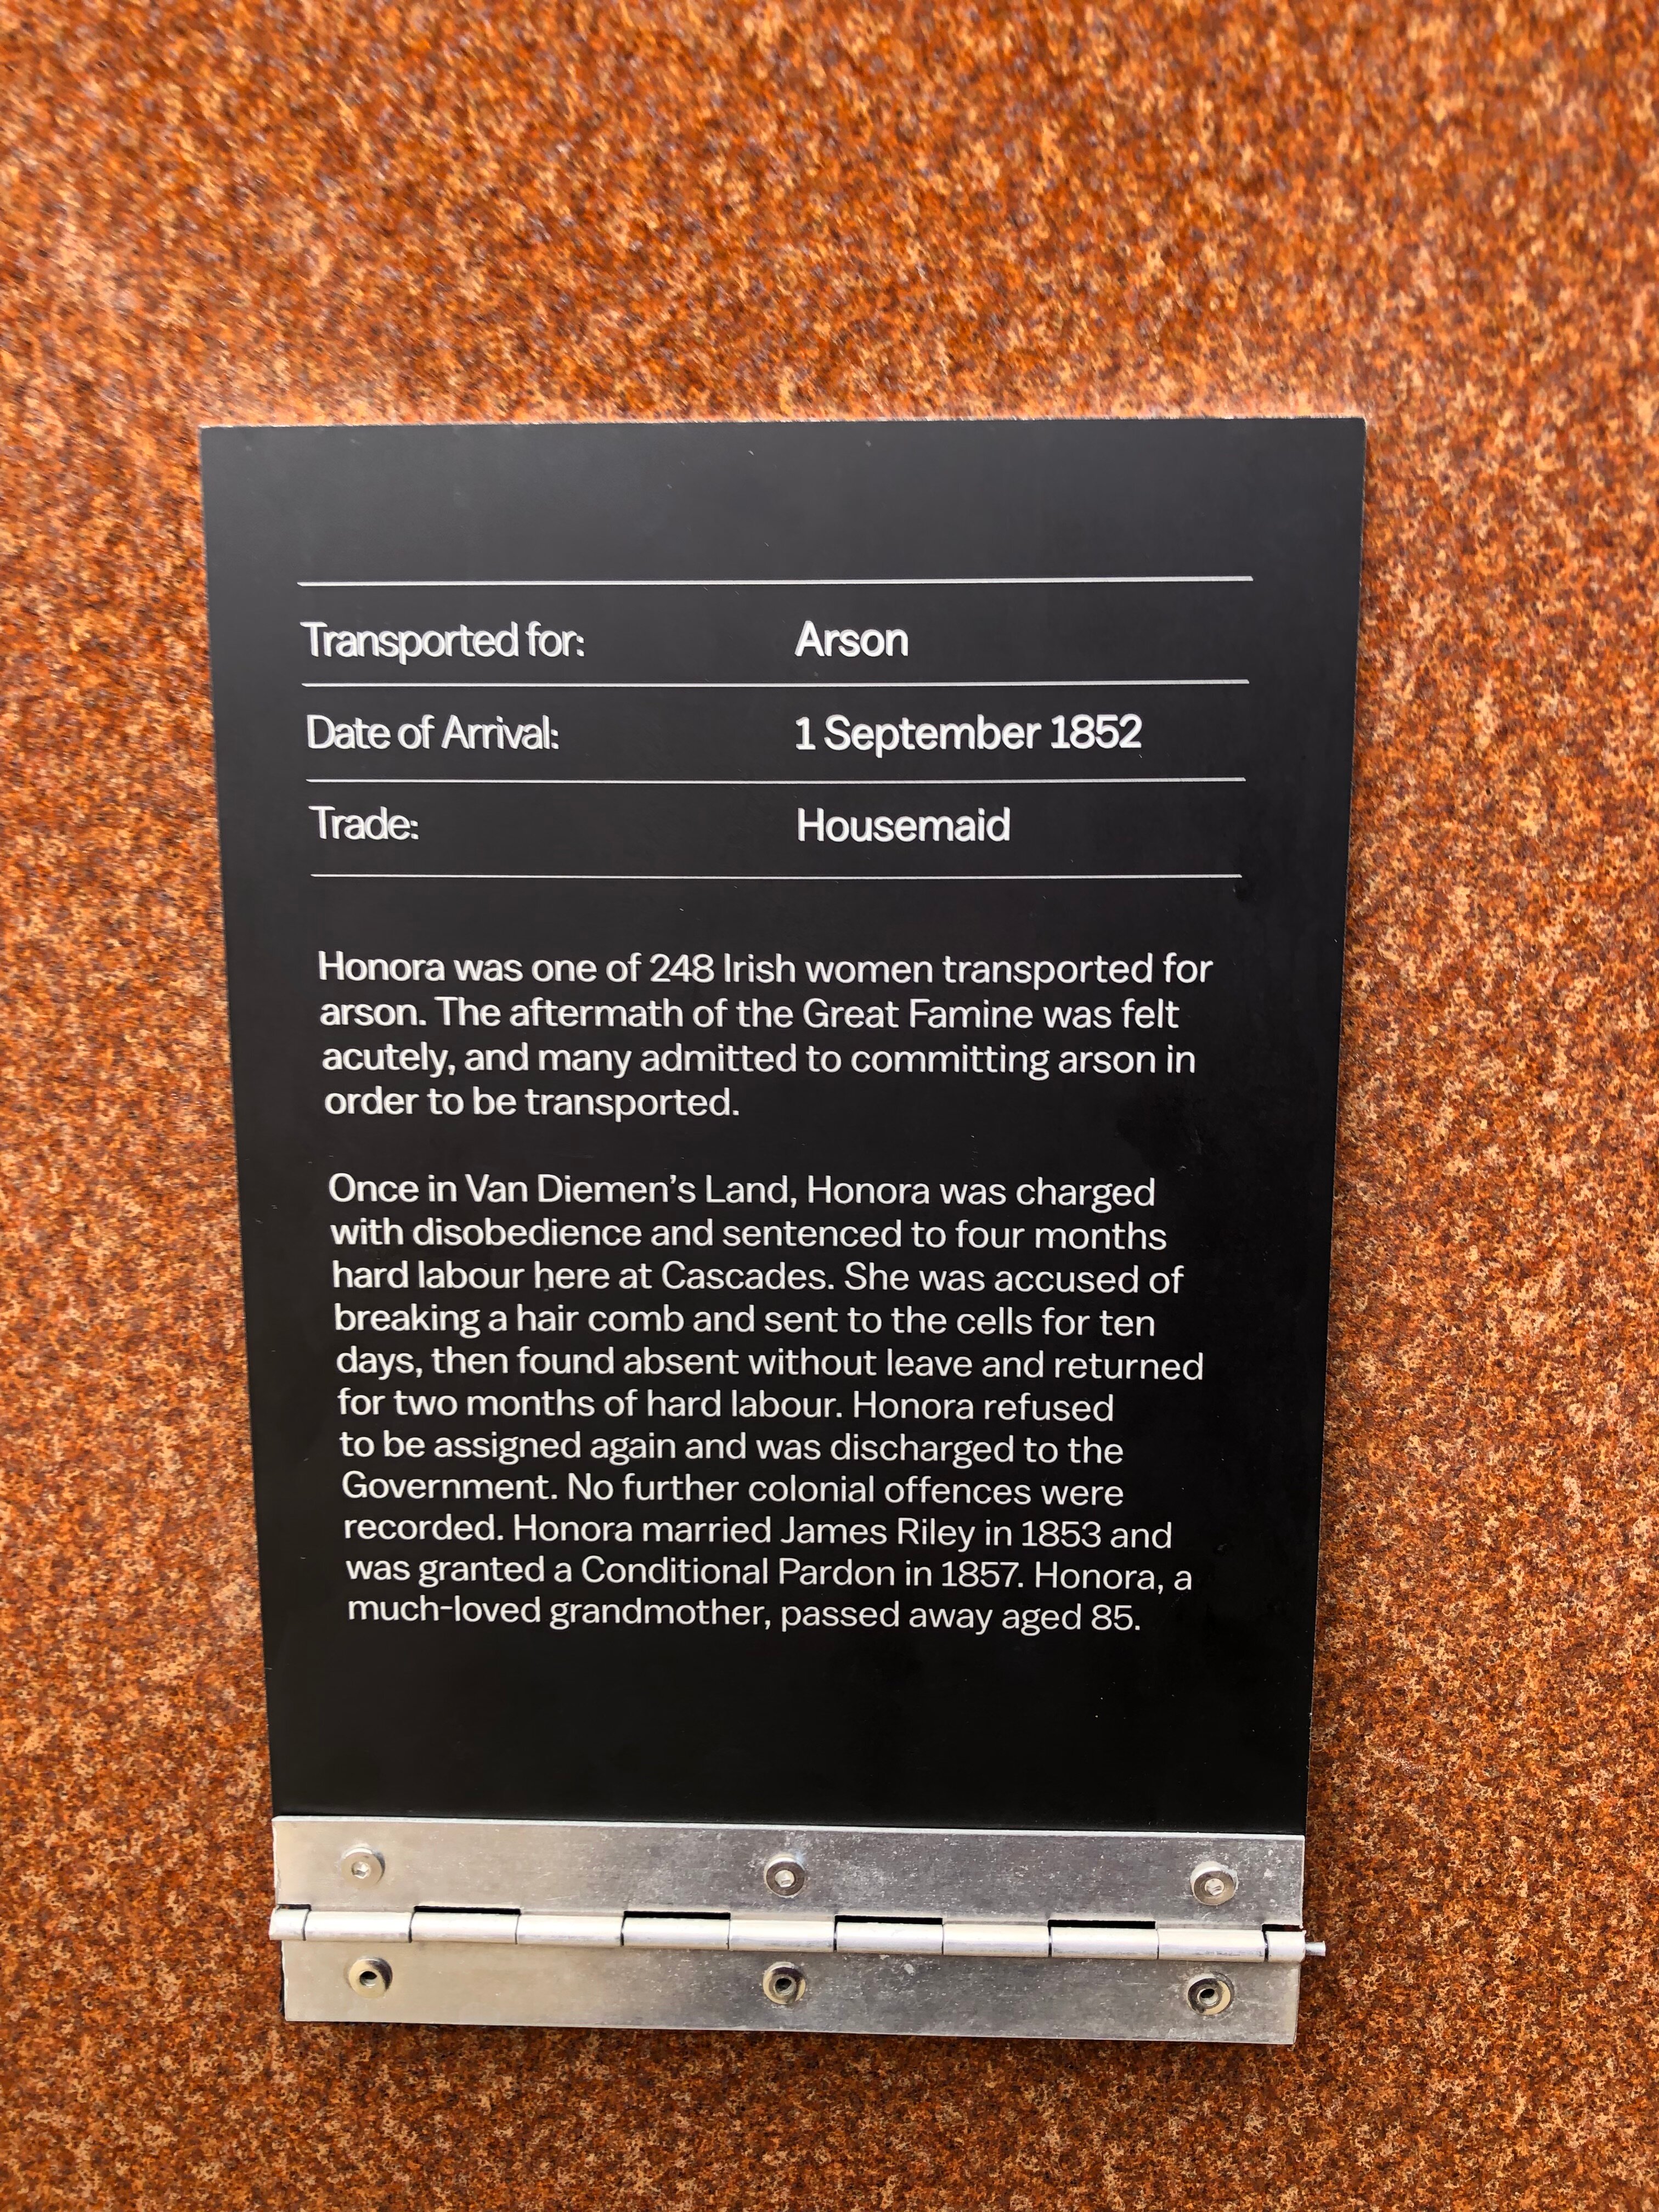 Transported for: Arson
Date of Arrival: 1 September 1852
Trade: Housemaid
Honora was one of 248 Irish women transported for
arson. The aftermath of the Great Famine was felt
acutely, and many admitted to committing arson in
order to be transported.
Once in Van Diemen's Land, Honora was charged
with disobedience and sentenced to four months
hard labour here at Cascades. She was accused of
breaking a hair comb and sent to the cells for ten
days, then found absent without leave and returned
for two months of hard labour. Honora refused
to be assigned again and was discharged to the
Government. No further colonial offences were
recorded. Honora married James Riley in 1853 and
was granted a Conditional Pardon in 1857. Honora, a
much-loved grandmother, passed away aged 85.